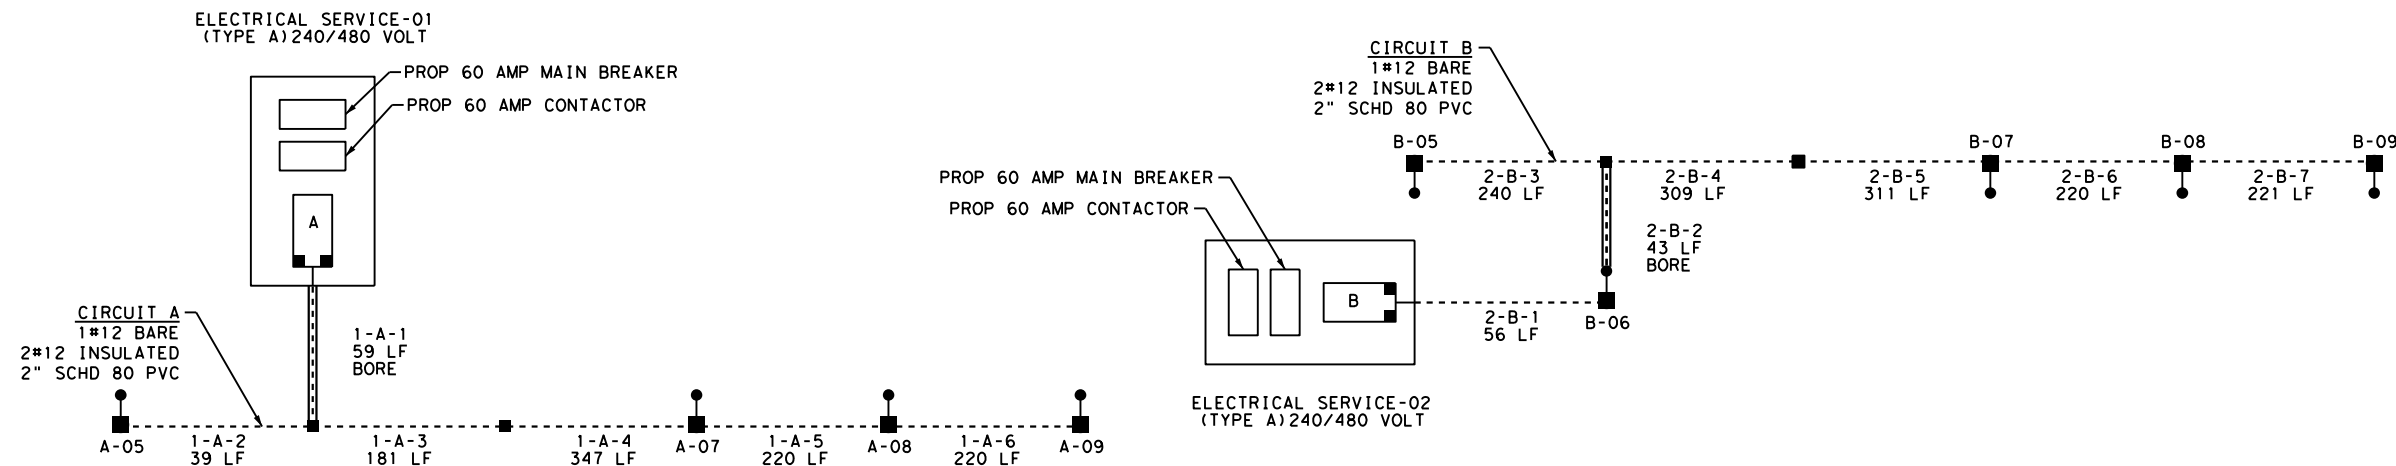 ELECTRICAL SERVICE-01
(TYPE A)240/480 VOLT
PROP 60 AMP MAIN BREAKER
PROP 60 AMP CONTACTOR
A
CIRCUIT A
1#12 BARE
2#12 INSULATED
2" SCHD 80 PVC
1-A-1
59 LF
BORE
A-05
1-A-2
39 LF
1-A-3
181 LF
1-A-4
347 LF
A-07
1-A-5
220 LF
A-08
1-A-6
220 LF
A-09
CIRCUIT B
1#12 BARE
2#12 INSULATED
2" SCHD 80 PVC
B-05
2-B-3
240 LF
2-B-4
309 LF
2-B-5
311 LF
B-07
2-B-6
220 LF
B-08
2-B-7
221 LF
B-09
PROP 60 AMP MAIN BREAKER
PROP 60 AMP CONTACTOR
B
2-B-2
43 LF
BORE
2-B-1
56 LF
B-06
ELECTRICAL SERVICE-02
(TYPE A)240/480 VOLT